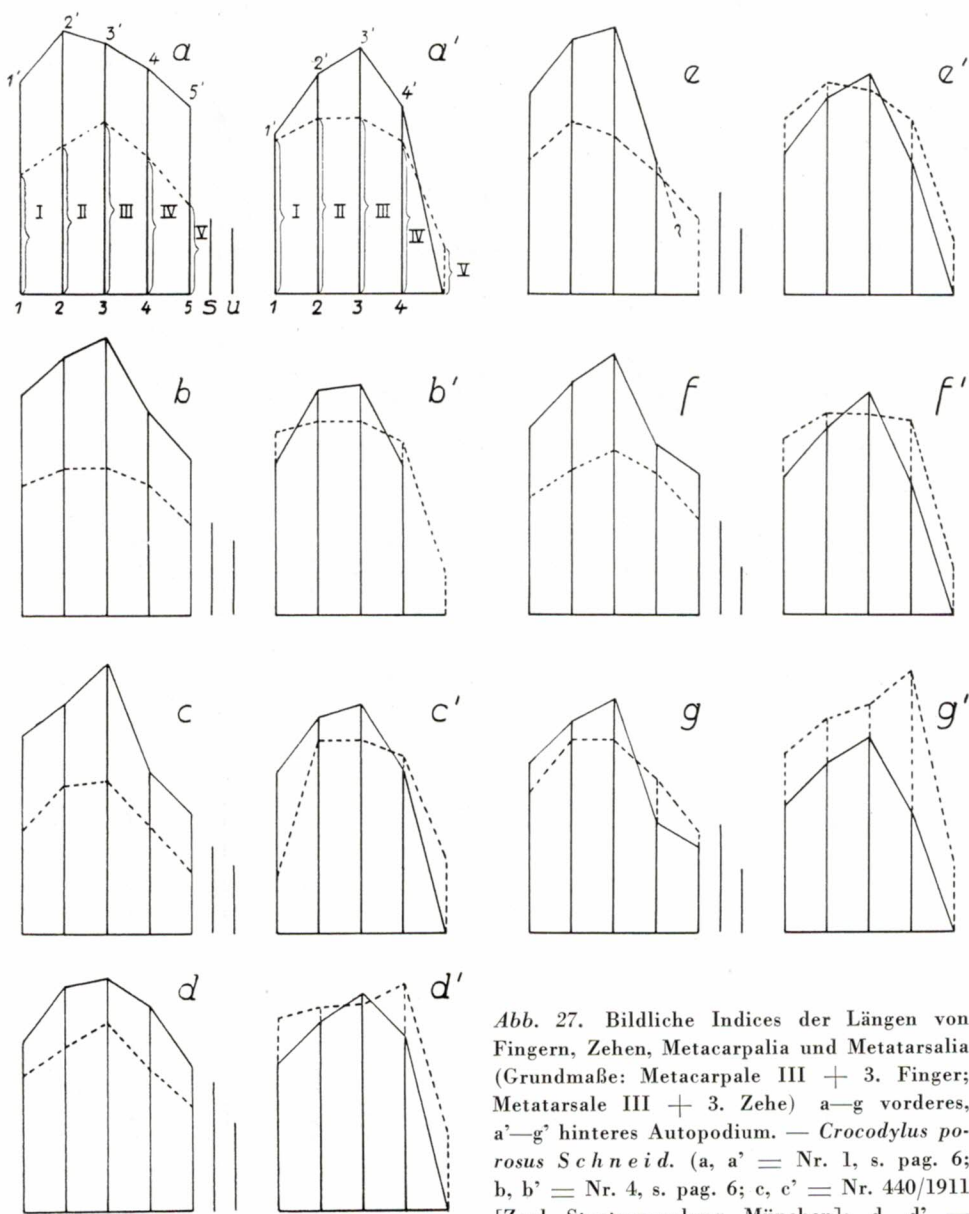 2'
3'
a
1'
4
5'
I
II
III
IV
V
1
2
3
4
5
s
u
3'
a'
2'
4'
1'
I
II
III
IV
V
1
2
3
4
e
?
e'
b
b'
f
f'
c
c'
g
g'
d
d'
Abb. 27. Bildliche Indices der Längen von
Fingern, Zehen, Metacarpalia und Metatarsalia
(Grundmaße: Metacarpale III + 3. Finger;
Metatarsale III + 3. Zehe) a—g vorderes,
a'—g' hinteres Autopodium. — Crocodylus po-
rosus Schneid. (a, a' = Nr. 1, s. pag. 6;
b, b' = Nr. 4, s. pag. 6; c, c' = Nr. 440/1911